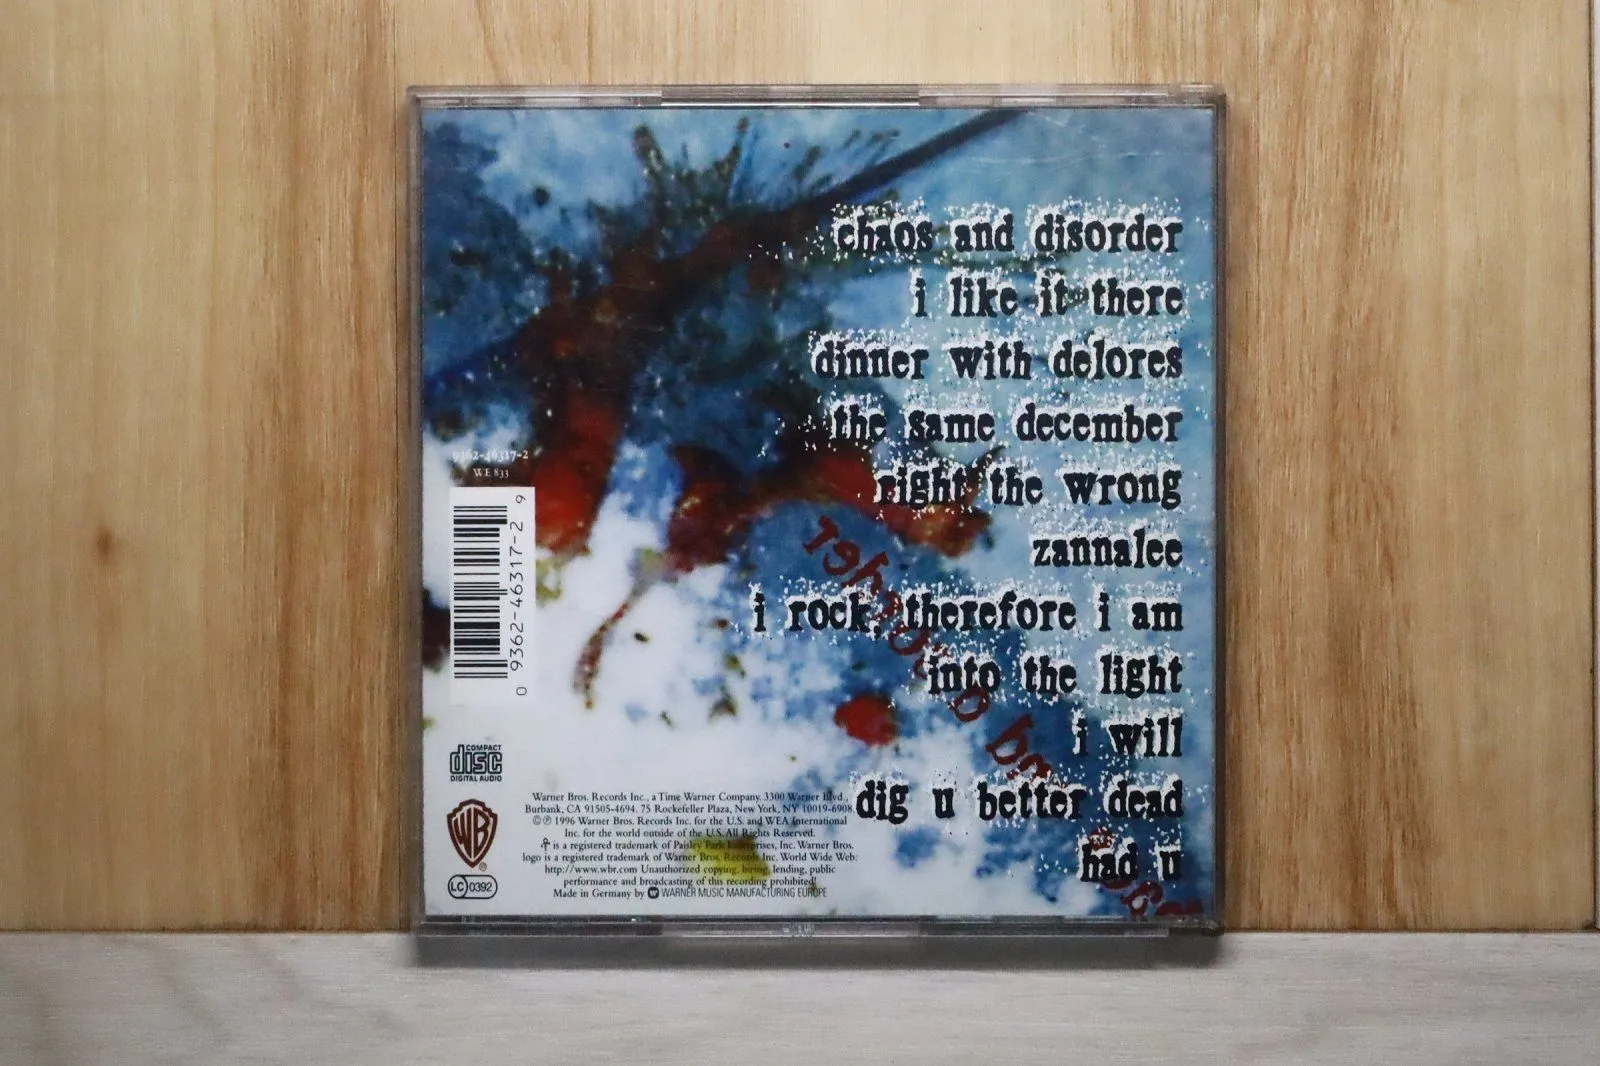 chaos and disorder
i like it there
dinner with delores
the same december
right the wrong
zannalee
i rock, therefore i am
into the light
i will
dig u better dead
had u
9362-46317-2
WE 833
0 9362-46317-2 9
COMPACT
disc
DIGITAL AUDIO
WB
LC 0392
Warner Bros. Records Inc., a Time Warner Company. 3300 Warner Blvd.,
Burbank, CA 91505-4694. 75 Rockefeller Plaza, New York, NY 10019-6908
©℗ 1996 Warner Bros. Records Inc. for the U.S. and WEA International
Inc. for the world outside of the U.S. All Rights Reserved.
is a registered trademark of Paisley Park Enterprises, Inc. Warner Bros.
logo is a registered trademark of Warner Bros. Records Inc. World Wide Web:
http://www.wbr.com Unauthorized copying, hiring, lending, public
performance and broadcasting of this recording prohibited!
Made in Germany by WARNER MUSIC MANUFACTURING EUROPE